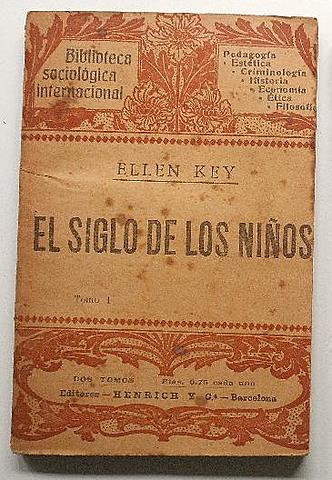 Biblioteca
sociológica
internacional
Pedagogía
• Estética
• Criminología
• Historia
• Economía
• Ética
• Filosofía
ELLEN KEY
EL SIGLO DE LOS NIÑOS
Tomo I
DOS TOMOS Ptas. 0,75 cada uno
Editores — HENRICH Y C.ª — Barcelona